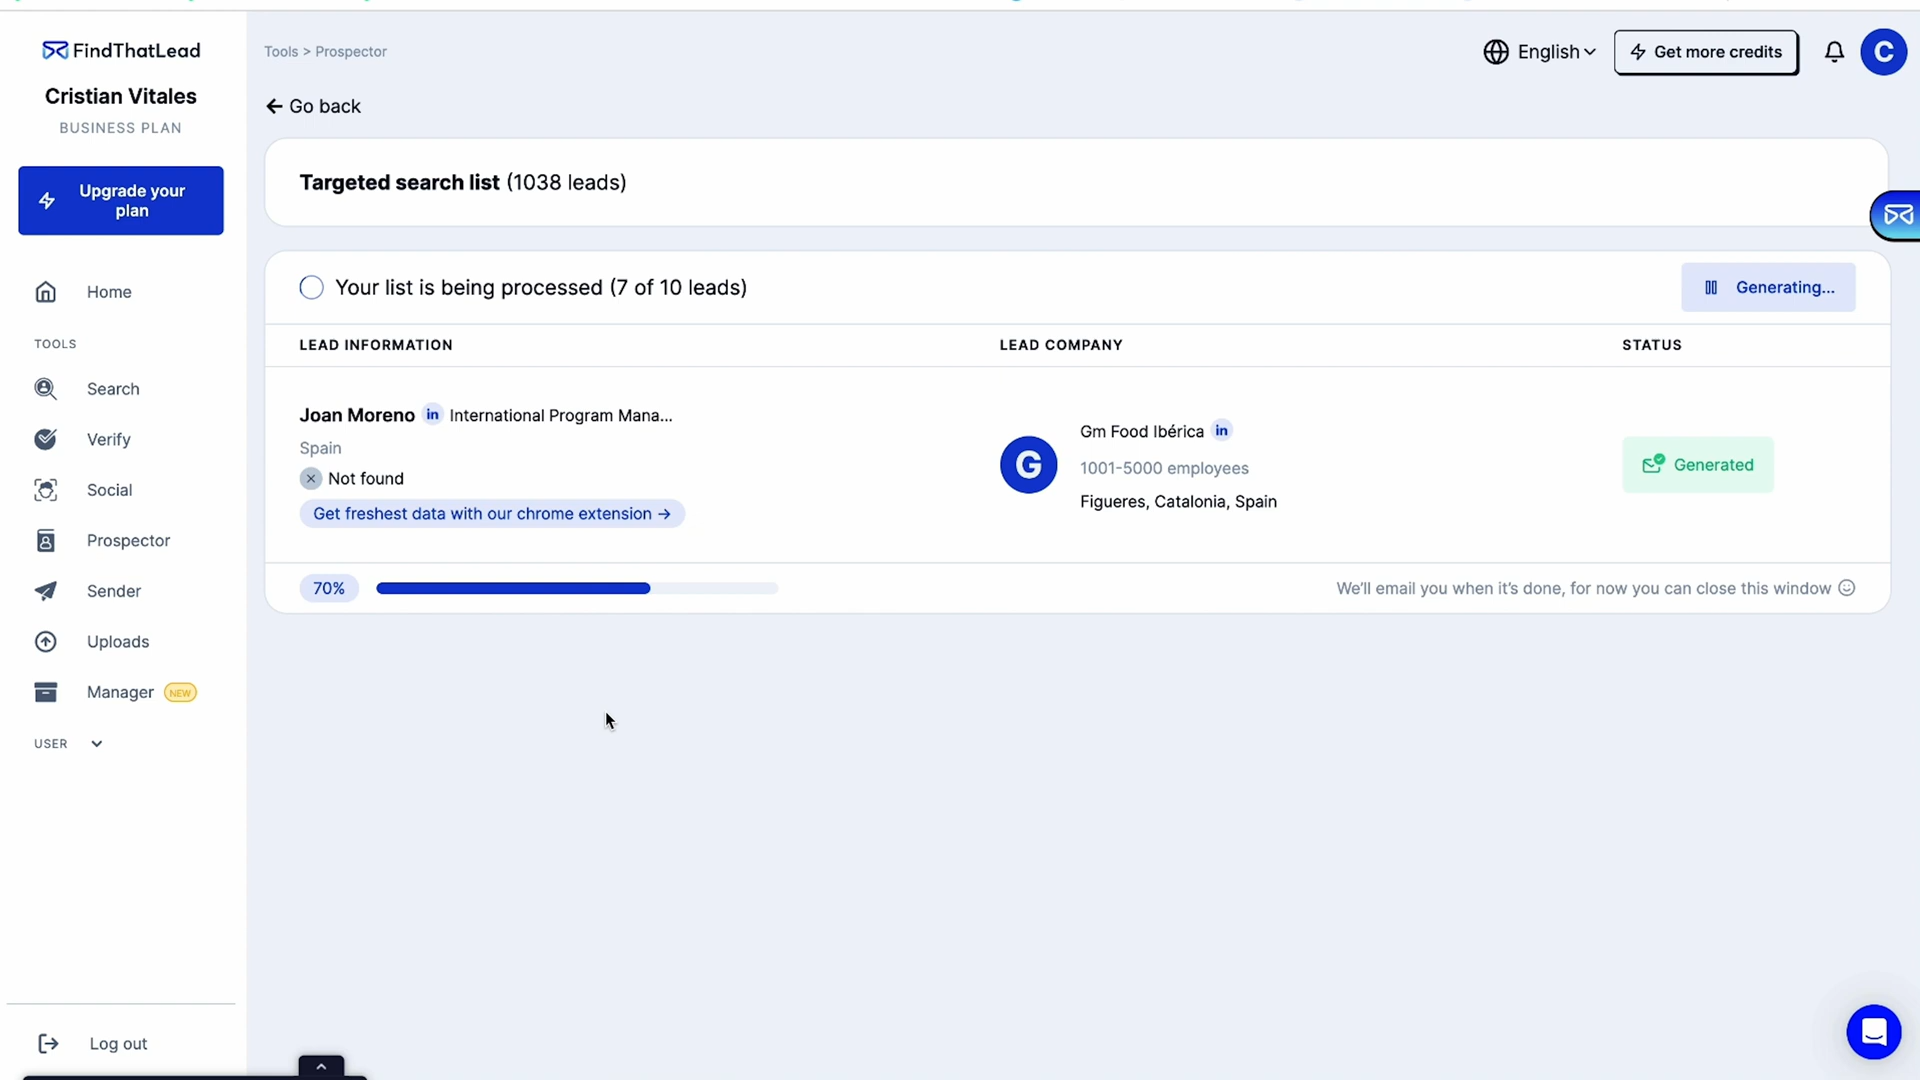 FindThatLead
Cristian Vitales
BUSINESS PLAN
Upgrade your
plan
Home
TOOLS
Search
Verify
Social
Prospector
Sender
Uploads
Manager NEW
USER
Log out
Tools > Prospector
English
Get more credits
C
Go back
Targeted search list (1038 leads)
Your list is being processed (7 of 10 leads)
Generating...
LEAD INFORMATION
LEAD COMPANY
STATUS
Joan Moreno in International Program Mana...
Spain
Not found
Get freshest data with our chrome extension →
G
Gm Food Ibérica in
1001-5000 employees
Figueres, Catalonia, Spain
Generated
70%
We'll email you when it's done, for now you can close this window